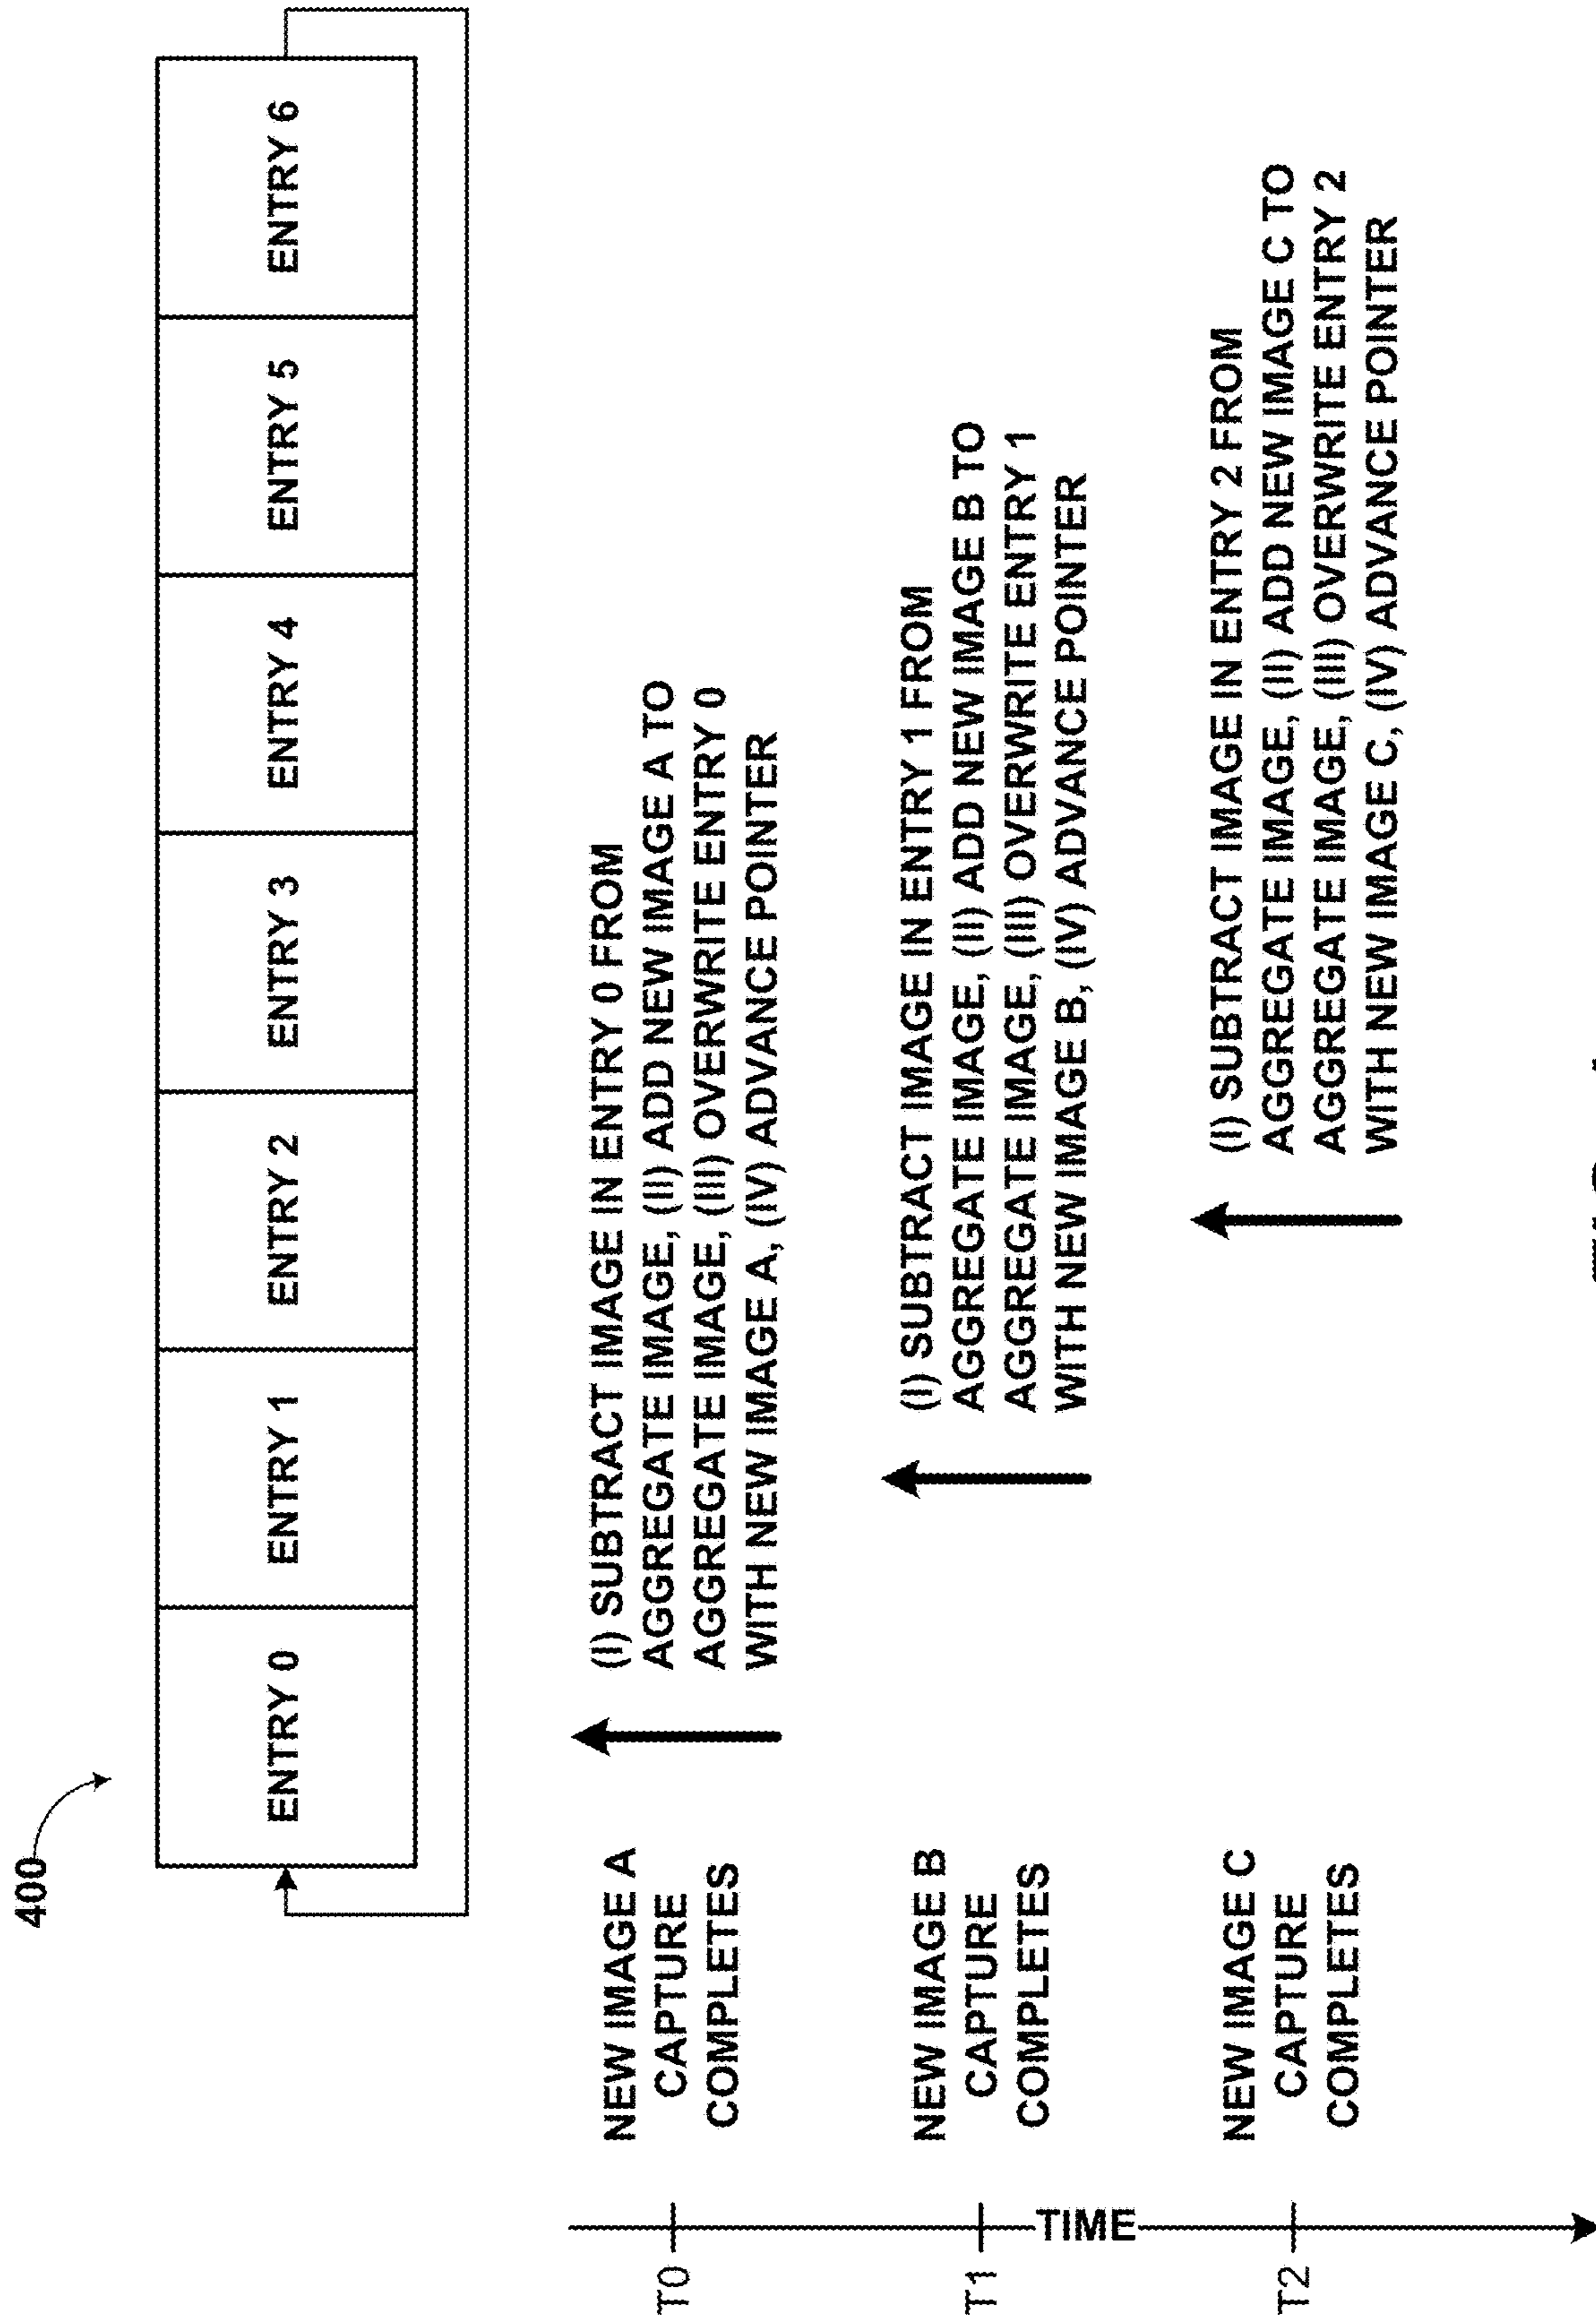 400
ENTRY 0
ENTRY 1
ENTRY 2
ENTRY 3
ENTRY 4
ENTRY 5
ENTRY 6
T0
NEW IMAGE A
CAPTURE
COMPLETES
(I) SUBTRACT IMAGE IN ENTRY 0 FROM
AGGREGATE IMAGE, (II) ADD NEW IMAGE A TO
AGGREGATE IMAGE, (III) OVERWRITE ENTRY 0
WITH NEW IMAGE A, (IV) ADVANCE POINTER
T1
NEW IMAGE B
CAPTURE
COMPLETES
(I) SUBTRACT IMAGE IN ENTRY 1 FROM
AGGREGATE IMAGE, (II) ADD NEW IMAGE B TO
AGGREGATE IMAGE, (III) OVERWRITE ENTRY 1
WITH NEW IMAGE B, (IV) ADVANCE POINTER
TIME
T2
NEW IMAGE C
CAPTURE
COMPLETES
(I) SUBTRACT IMAGE IN ENTRY 2 FROM
AGGREGATE IMAGE, (II) ADD NEW IMAGE C TO
AGGREGATE IMAGE, (III) OVERWRITE ENTRY 2
WITH NEW IMAGE C, (IV) ADVANCE POINTER